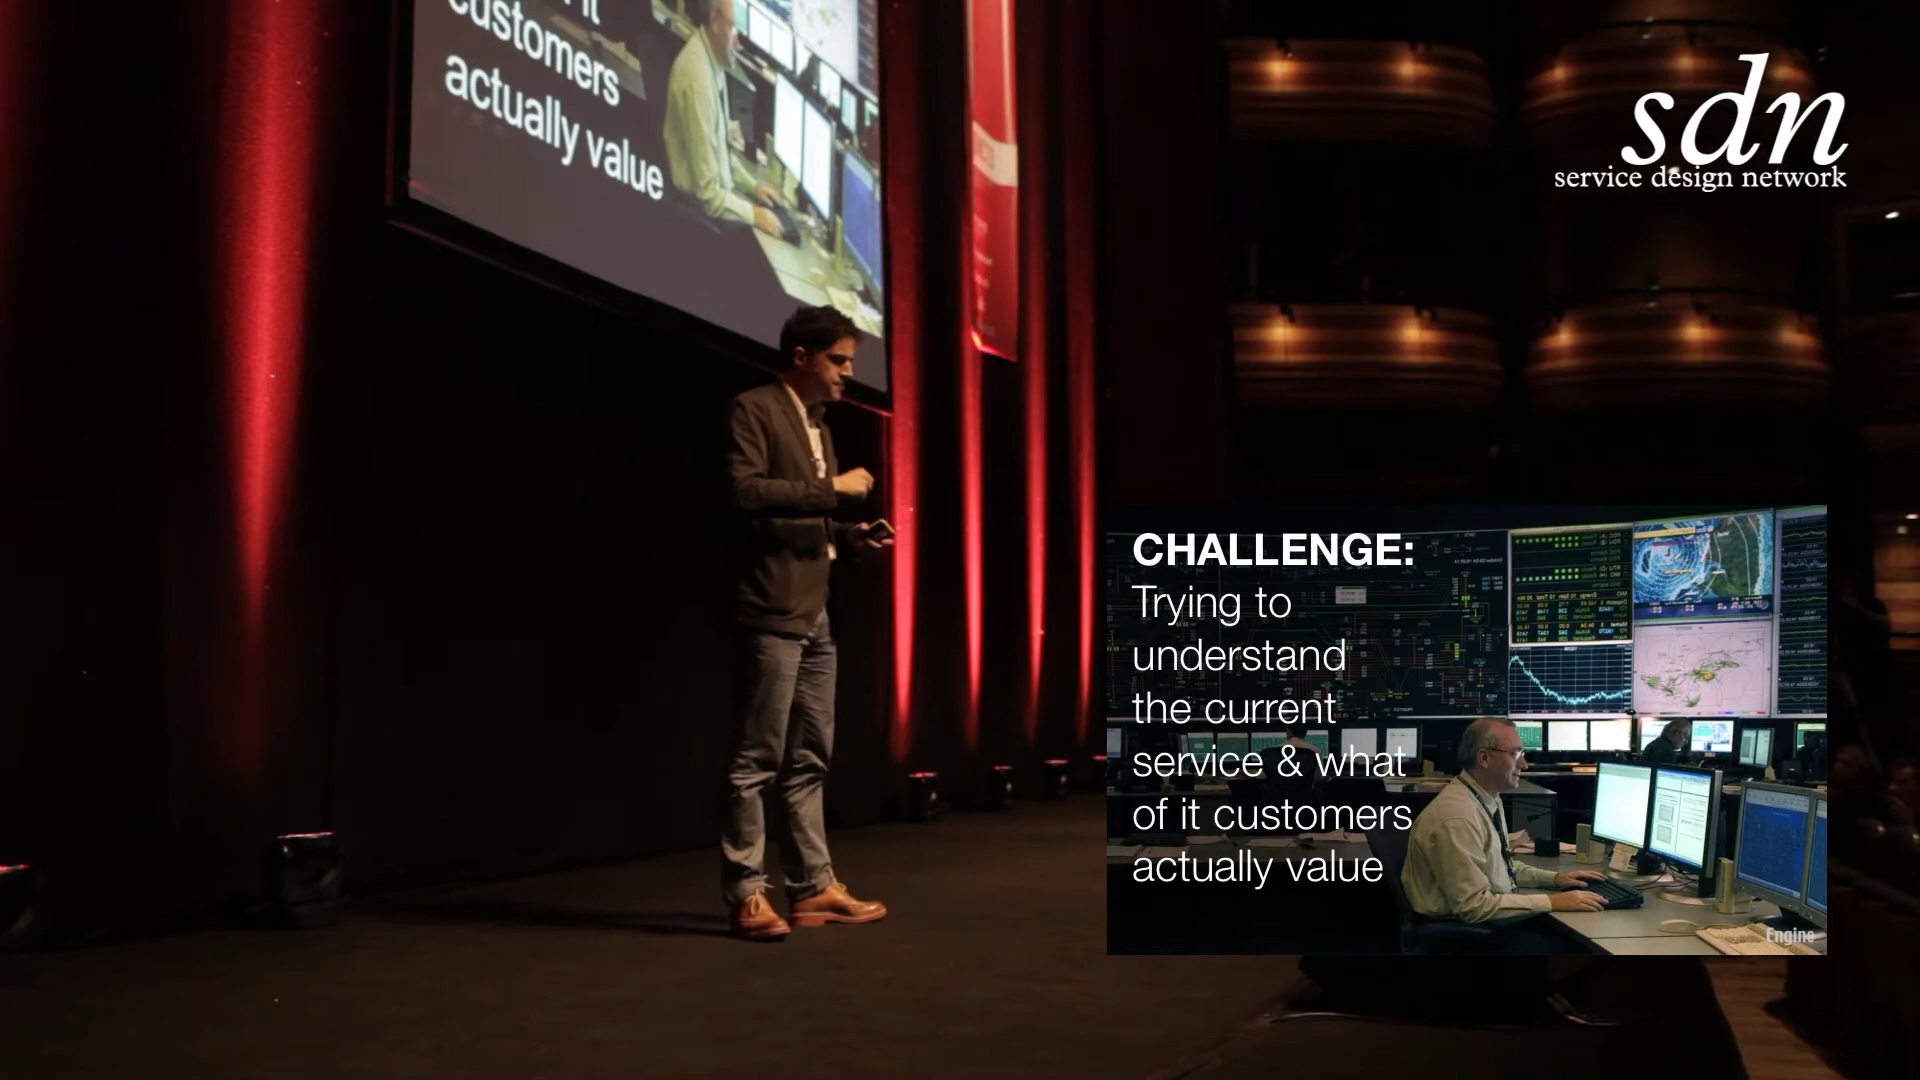 customers
actually value
sdn
service design network
CHALLENGE:
Trying to
understand
the current
service & what
of it customers
actually value
Engine